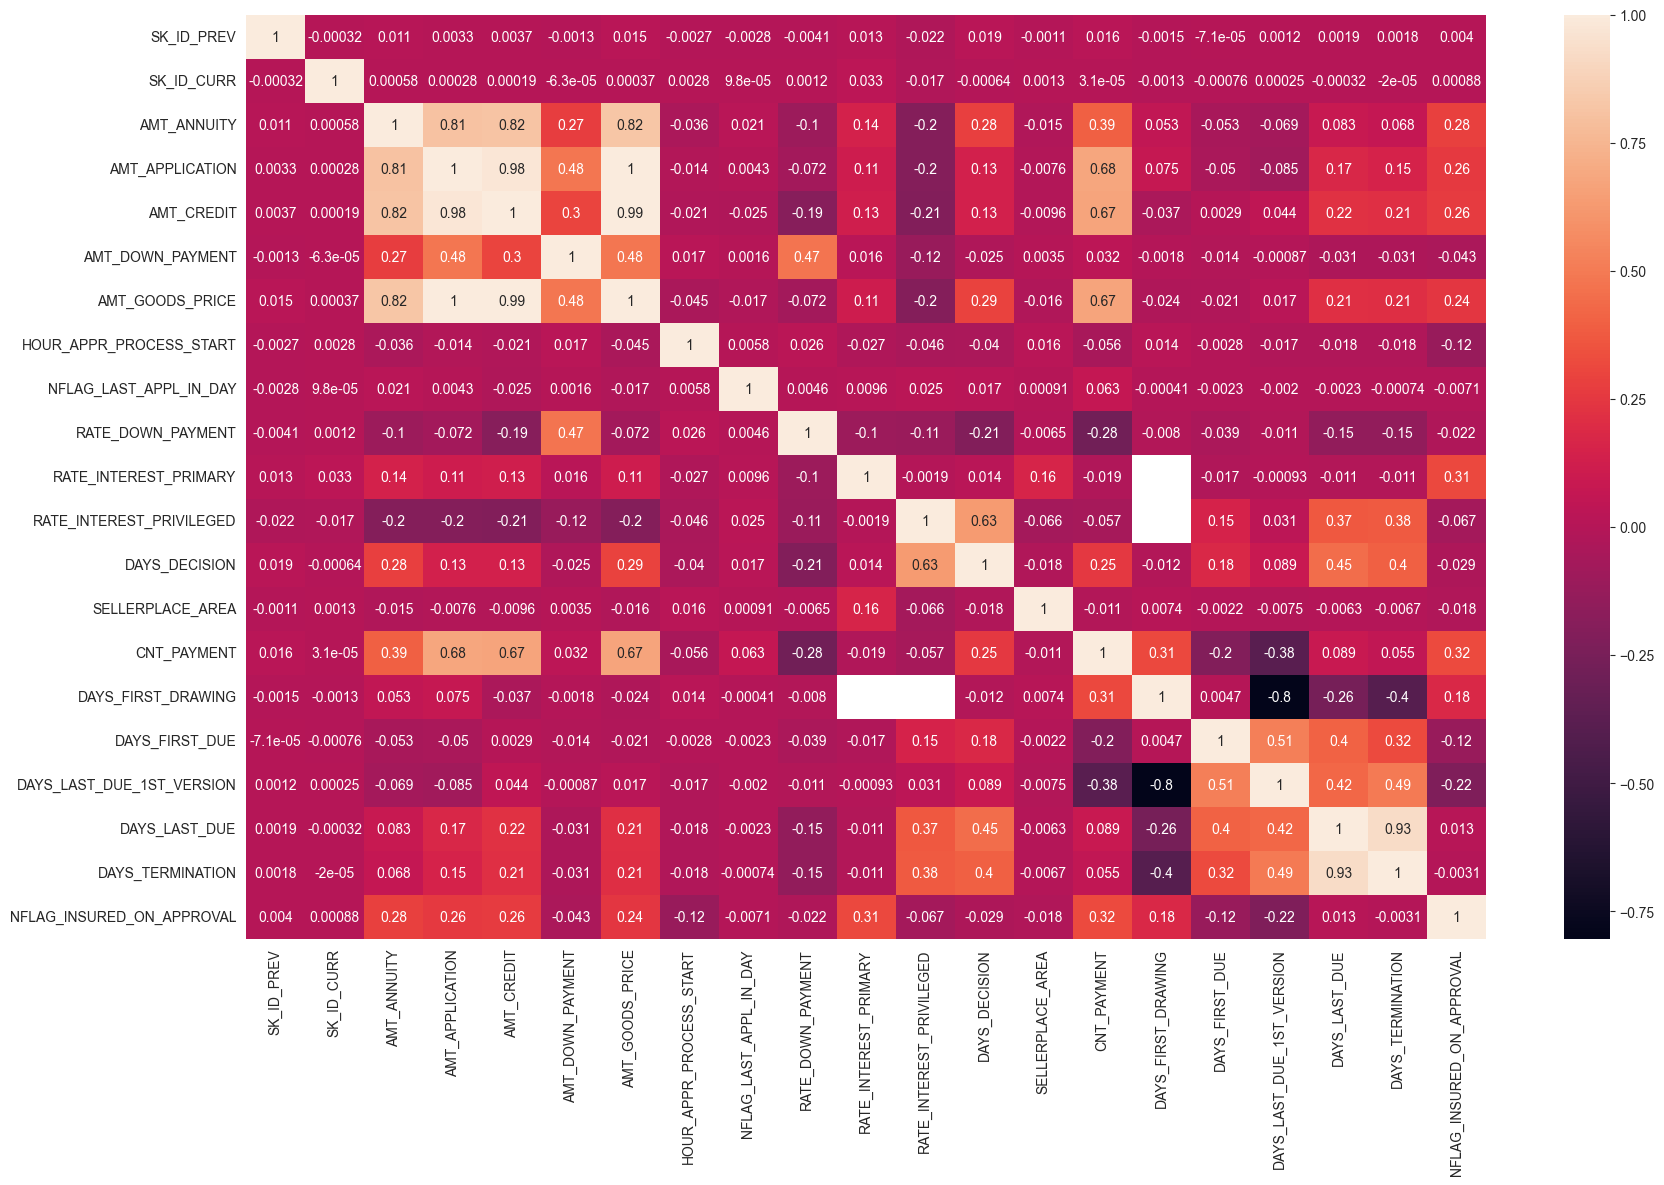 SK_ID_PREV 1 -0.00032 0.011 0.0033 0.0037 -0.0013 0.015 -0.0027 -0.0028 -0.0041 0.013 -0.022 0.019 -0.0011 0.016 -0.0015 -7.1e-05 0.0012 0.0019 0.0018 0.004
SK_ID_CURR -0.00032 1 0.00058 0.00028 0.00019 -6.3e-05 0.00037 0.0028 9.8e-05 0.0012 0.033 -0.017 -0.00064 0.0013 3.1e-05 -0.0013 -0.00076 0.00025 -0.00032 -2e-05 0.00088
AMT_ANNUITY 0.011 0.00058 1 0.81 0.82 0.27 0.82 -0.036 0.021 -0.1 0.14 -0.2 0.28 -0.015 0.39 0.053 -0.053 -0.069 0.083 0.068 0.28
AMT_APPLICATION 0.0033 0.00028 0.81 1 0.98 0.48 1 -0.014 0.0043 -0.072 0.11 -0.2 0.13 -0.0076 0.68 0.075 -0.05 -0.085 0.17 0.15 0.26
AMT_CREDIT 0.0037 0.00019 0.82 0.98 1 0.3 0.99 -0.021 -0.025 -0.19 0.13 -0.21 0.13 -0.0096 0.67 -0.037 0.0029 0.044 0.22 0.21 0.26
AMT_DOWN_PAYMENT -0.0013 -6.3e-05 0.27 0.48 0.3 1 0.48 0.017 0.0016 0.47 0.016 -0.12 -0.025 0.0035 0.032 -0.0018 -0.014 -0.00087 -0.031 -0.031 -0.043
AMT_GOODS_PRICE 0.015 0.00037 0.82 1 0.99 0.48 1 -0.045 -0.017 -0.072 0.11 -0.2 0.29 -0.016 0.67 -0.024 -0.021 0.017 0.21 0.21 0.24
HOUR_APPR_PROCESS_START -0.0027 0.0028 -0.036 -0.014 -0.021 0.017 -0.045 1 0.0058 0.026 -0.027 -0.046 -0.04 0.016 -0.056 0.014 -0.0028 -0.017 -0.018 -0.018 -0.12
NFLAG_LAST_APPL_IN_DAY -0.0028 9.8e-05 0.021 0.0043 -0.025 0.0016 -0.017 0.0058 1 0.0046 0.0096 0.025 0.017 0.00091 0.063 -0.00041 -0.0023 -0.002 -0.0023 -0.00074 -0.0071
RATE_DOWN_PAYMENT -0.0041 0.0012 -0.1 -0.072 -0.19 0.47 -0.072 0.026 0.0046 1 -0.1 -0.11 -0.21 -0.0065 -0.28 -0.008 -0.039 -0.011 -0.15 -0.15 -0.022
RATE_INTEREST_PRIMARY 0.013 0.033 0.14 0.11 0.13 0.016 0.11 -0.027 0.0096 -0.1 1 -0.0019 0.014 0.16 -0.019 -0.017 -0.00093 -0.011 -0.011 0.31
RATE_INTEREST_PRIVILEGED -0.022 -0.017 -0.2 -0.2 -0.21 -0.12 -0.2 -0.046 0.025 -0.11 -0.0019 1 0.63 -0.066 -0.057 0.15 0.031 0.37 0.38 -0.067
DAYS_DECISION 0.019 -0.00064 0.28 0.13 0.13 -0.025 0.29 -0.04 0.017 -0.21 0.014 0.63 1 -0.018 0.25 -0.012 0.18 0.089 0.45 0.4 -0.029
SELLERPLACE_AREA -0.0011 0.0013 -0.015 -0.0076 -0.0096 0.0035 -0.016 0.016 0.00091 -0.0065 0.16 -0.066 -0.018 1 -0.011 0.0074 -0.0022 -0.0075 -0.0063 -0.0067 -0.018
CNT_PAYMENT 0.016 3.1e-05 0.39 0.68 0.67 0.032 0.67 -0.056 0.063 -0.28 -0.019 -0.057 0.25 -0.011 1 0.31 -0.2 -0.38 0.089 0.055 0.32
DAYS_FIRST_DRAWING -0.0015 -0.0013 0.053 0.075 -0.037 -0.0018 -0.024 0.014 -0.00041 -0.008 -0.012 0.0074 0.31 1 0.0047 -0.8 -0.26 -0.4 0.18
DAYS_FIRST_DUE -7.1e-05 -0.00076 -0.053 -0.05 0.0029 -0.014 -0.021 -0.0028 -0.0023 -0.039 -0.017 0.15 0.18 -0.0022 -0.2 0.0047 1 0.51 0.4 0.32 -0.12
DAYS_LAST_DUE_1ST_VERSION 0.0012 0.00025 -0.069 -0.085 0.044 -0.00087 0.017 -0.017 -0.002 -0.011 -0.00093 0.031 0.089 -0.0075 -0.38 -0.8 0.51 1 0.42 0.49 -0.22
DAYS_LAST_DUE 0.0019 -0.00032 0.083 0.17 0.22 -0.031 0.21 -0.018 -0.0023 -0.15 -0.011 0.37 0.45 -0.0063 0.089 -0.26 0.4 0.42 1 0.93 0.013
DAYS_TERMINATION 0.0018 -2e-05 0.068 0.15 0.21 -0.031 0.21 -0.018 -0.00074 -0.15 -0.011 0.38 0.4 -0.0067 0.055 -0.4 0.32 0.49 0.93 1 -0.0031
NFLAG_INSURED_ON_APPROVAL 0.004 0.00088 0.28 0.26 0.26 -0.043 0.24 -0.12 -0.0071 -0.022 0.31 -0.067 -0.029 -0.018 0.32 0.18 -0.12 -0.22 0.013 -0.0031 1
SK_ID_PREV
SK_ID_CURR
AMT_ANNUITY
AMT_APPLICATION
AMT_CREDIT
AMT_DOWN_PAYMENT
AMT_GOODS_PRICE
HOUR_APPR_PROCESS_START
NFLAG_LAST_APPL_IN_DAY
RATE_DOWN_PAYMENT
RATE_INTEREST_PRIMARY
RATE_INTEREST_PRIVILEGED
DAYS_DECISION
SELLERPLACE_AREA
CNT_PAYMENT
DAYS_FIRST_DRAWING
DAYS_FIRST_DUE
DAYS_LAST_DUE_1ST_VERSION
DAYS_LAST_DUE
DAYS_TERMINATION
NFLAG_INSURED_ON_APPROVAL
1.00
0.75
0.50
0.25
0.00
−0.25
−0.50
−0.75